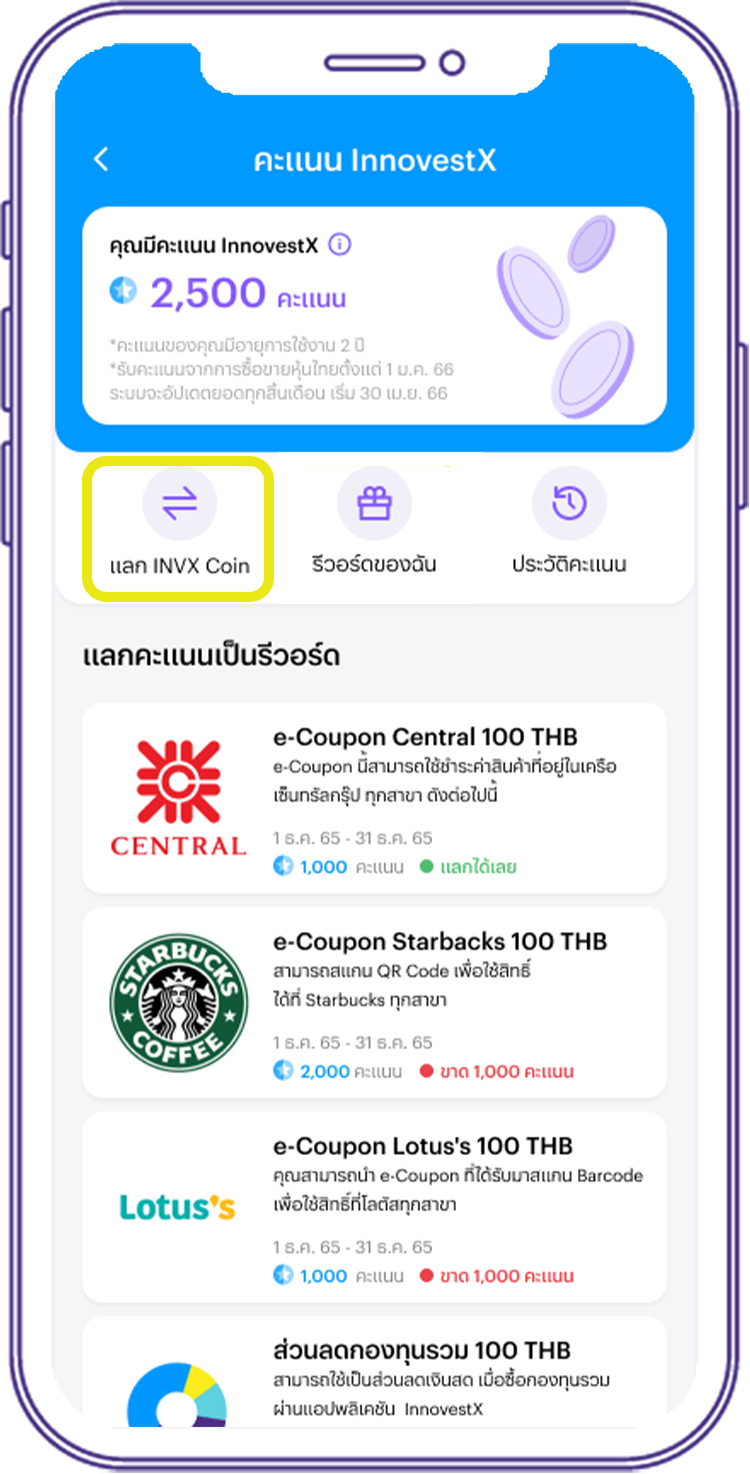 คะแนน InnovestX
คุณมีคะแนน InnovestX
2,500 คะแนน
*คะแนนของคุณมีอายุการใช้งาน 2 ปี
*รับคะแนนจากการซื้อขายหุ้นไทยตั้งแต่ 1 ม.ค. 66
ระบบจะอัปเดตยอดทุกสิ้นเดือน เริ่ม 30 เม.ย. 66
แลก INVX Coin
รีวอร์ดของฉัน
ประวัติคะแนน
แลกคะแนนเป็นรีวอร์ด
CENTRAL
e-Coupon Central 100 THB
e-Coupon นี้สามารถใช้ชำระค่าสินค้าที่อยู่ในเครือ
เซ็นทรัลกรุ๊ป ทุกสาขา ดังต่อไปนี้
1 ธ.ค. 65 - 31 ธ.ค. 65
1,000 คะแนน แลกได้เลย
STARBUCKS
COFFEE
e-Coupon Starbacks 100 THB
สามารถสแกน QR Code เพื่อใช้สิทธิ์
ได้ที่ Starbucks ทุกสาขา
1 ธ.ค. 65 - 31 ธ.ค. 65
2,000 คะแนน ขาด 1,000 คะแนน
Lotus's
e-Coupon Lotus's 100 THB
คุณสามารถนำ e-Coupon ที่ได้รับมาสแกน Barcode
เพื่อใช้สิทธิ์ที่โลตัสทุกสาขา
1 ธ.ค. 65 - 31 ธ.ค. 65
1,000 คะแนน ขาด 1,000 คะแนน
ส่วนลดกองทุนรวม 100 THB
สามารถใช้เป็นส่วนลดเงินสด เมื่อซื้อกองทุนรวม
ผ่านแอปพลิเคชัน InnovestX